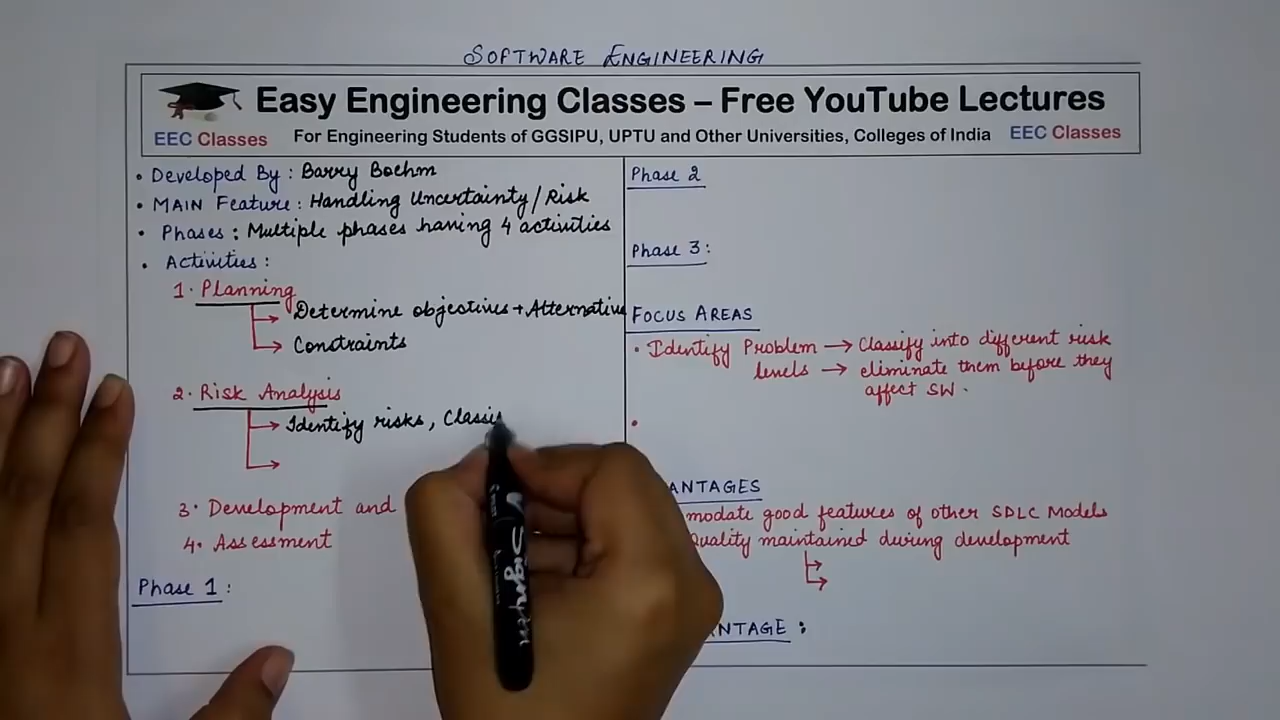 SOFTWARE ENGINEERING
Easy Engineering Classes – Free YouTube Lectures
EEC Classes For Engineering Students of GGSIPU, UPTU and Other Universities, Colleges of India EEC Classes
• Developed By : Barry Boehm
• MAIN Feature : Handling Uncertainty/Risk
• Phases : Multiple phases having 4 activities
• Activities :
1. Planning
Determine objectives + Alternative
Constraints
2. Risk Analysis
Identify risks, Classi
3. Development and
4. Assessment
Phase 1 :
Phase 2
Phase 3 :
FOCUS AREAS
• Identify Problem → Classify into different risk
levels → eliminate them before they
affect SW.
•
ANTAGES
modate good features of other SDLC Models
Quality maintained during development
NTAGE :